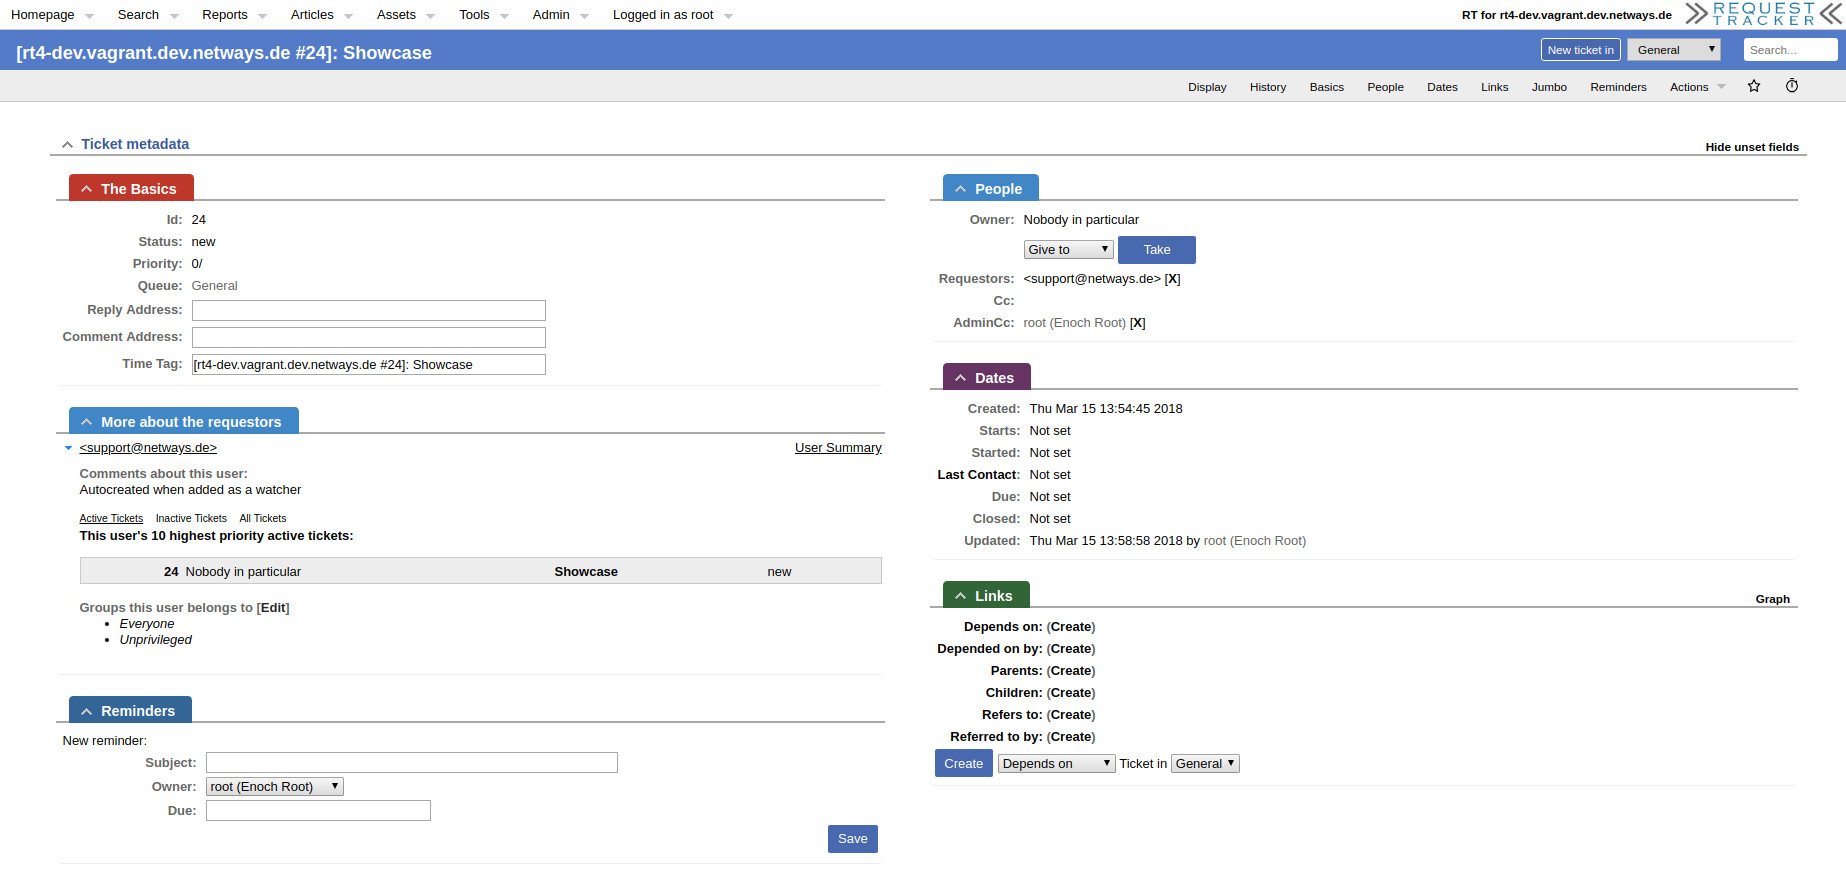 Homepage Search Reports Articles Assets Tools Admin Logged in as root RT for rt4-dev.vagrant.dev.netways.de REQUEST TRACKER
[rt4-dev.vagrant.dev.netways.de #24]: Showcase New ticket in General Search...
Display History Basics People Dates Links Jumbo Reminders Actions
Ticket metadata Hide unset fields
The Basics
Id: 24
Status: new
Priority: 0/
Queue: General
Reply Address:
Comment Address:
Time Tag: [rt4-dev.vagrant.dev.netways.de #24]: Showcase
More about the requestors
<support@netways.de> User Summary
Comments about this user:
Autocreated when added as a watcher
Active Tickets Inactive Tickets All Tickets
This user's 10 highest priority active tickets:
24 Nobody in particular Showcase new
Groups this user belongs to [Edit]
• Everyone
• Unprivileged
Reminders
New reminder:
Subject:
Owner: root (Enoch Root)
Due:
Save
People
Owner: Nobody in particular
Give to Take
Requestors: <support@netways.de> [X]
Cc:
AdminCc: root (Enoch Root) [X]
Dates
Created: Thu Mar 15 13:54:45 2018
Starts: Not set
Started: Not set
Last Contact: Not set
Due: Not set
Closed: Not set
Updated: Thu Mar 15 13:58:58 2018 by root (Enoch Root)
Links Graph
Depends on: (Create)
Depended on by: (Create)
Parents: (Create)
Children: (Create)
Refers to: (Create)
Referred to by: (Create)
Create Depends on Ticket in General